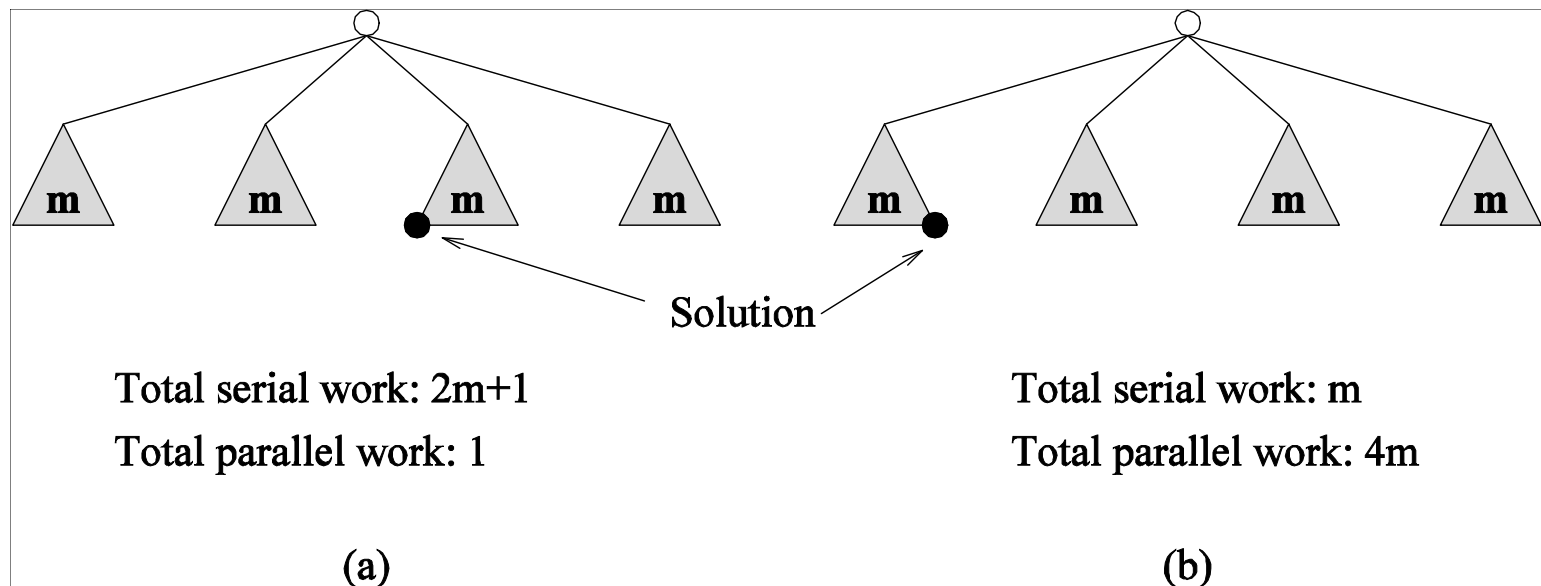 m m m m m m m m
Solution
Total serial work: 2m+1 Total serial work: m
Total parallel work: 1 Total parallel work: 4m
(a) (b)